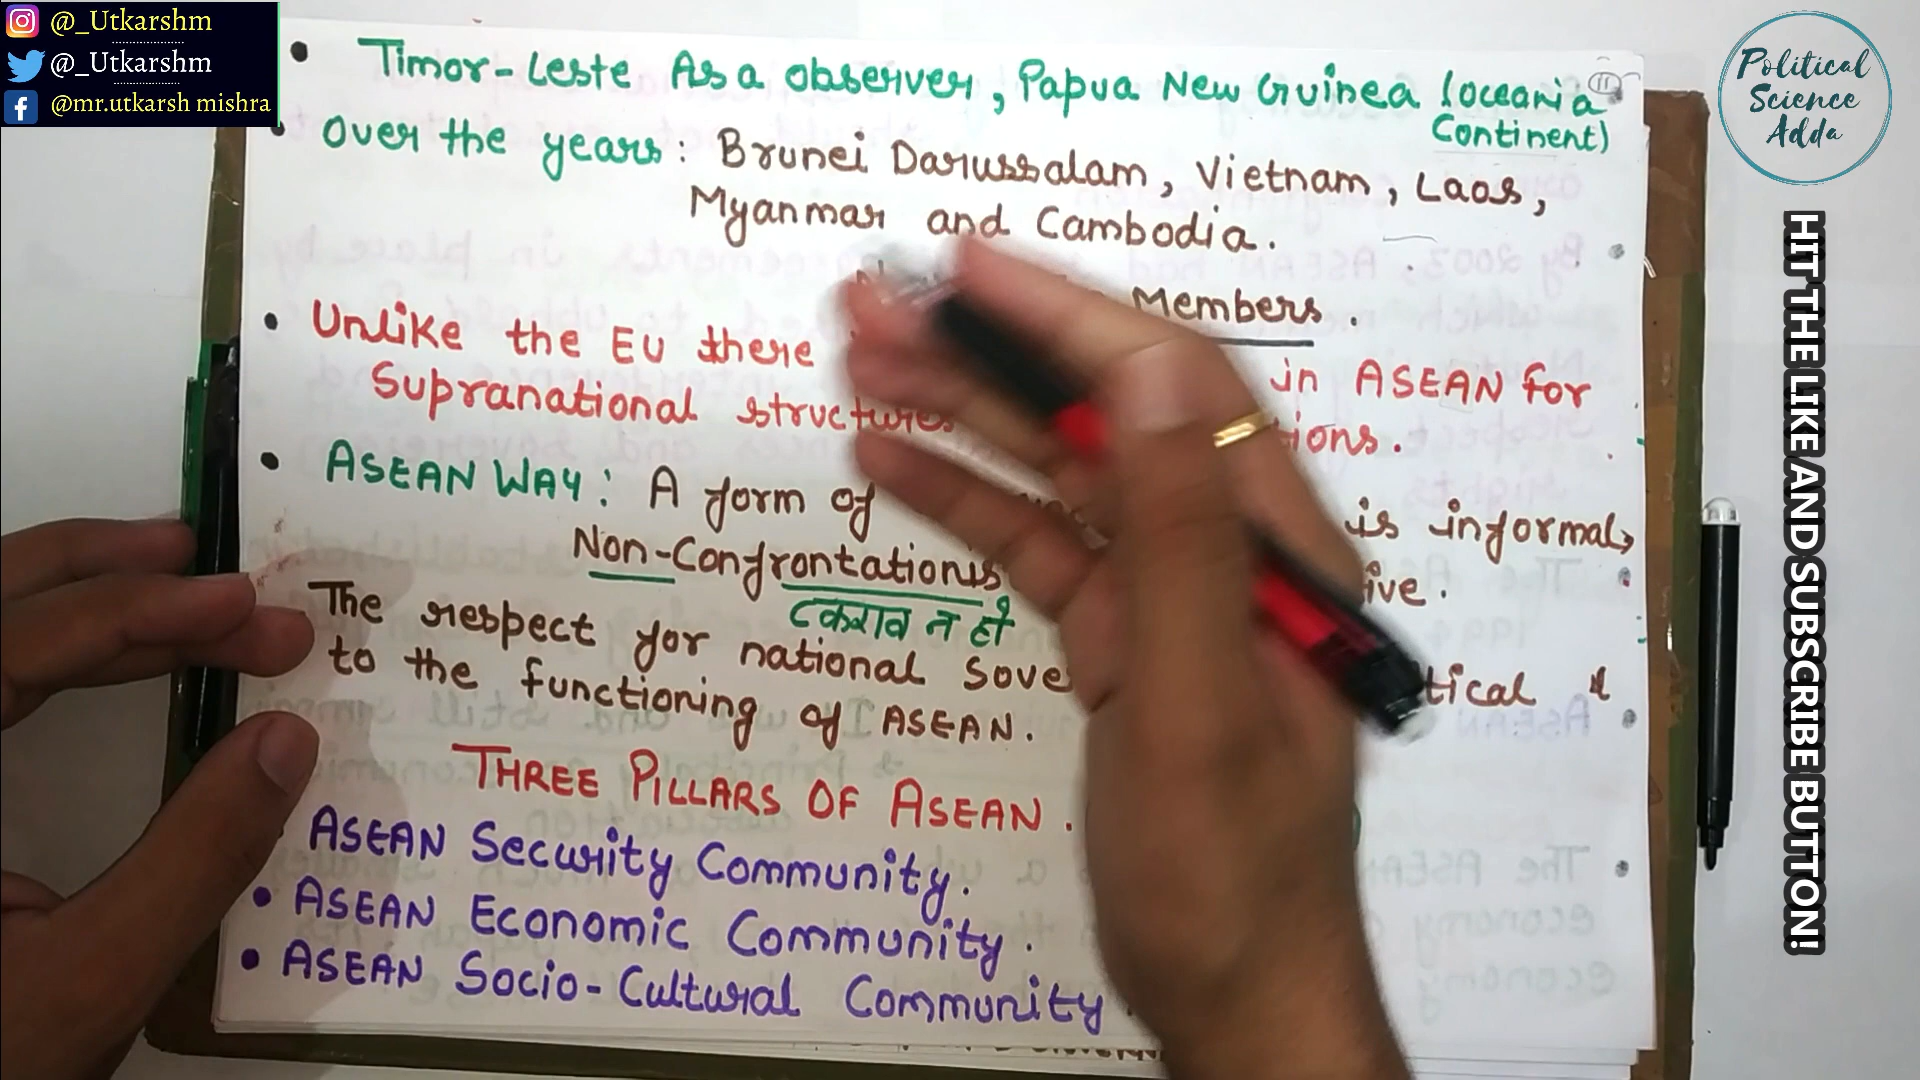 @_Utkarshm
@_Utkarshm
@mr.utkarsh mishra
Political
Science
Adda
HIT THE LIKE AND SUBSCRIBE BUTTON!
11
• Timor-Leste As a observer, Papua New Guinea (oceania
Continent)
• Over the years: Brunei Darussalam, Vietnam, Laos,
Myanmar and Cambodia.
Members.
• Unlike the EU there in ASEAN for
Supranational structures ions.
• ASEAN WAY: A form of is informal,
Non-Confrontationis ive.
टकराव न हो
The respect for national Sove tical &
to the functioning of ASEAN.
THREE PILLARS OF ASEAN.
ASEAN Security Community.
• ASEAN Economic Community.
• ASEAN Socio-Cultural Community